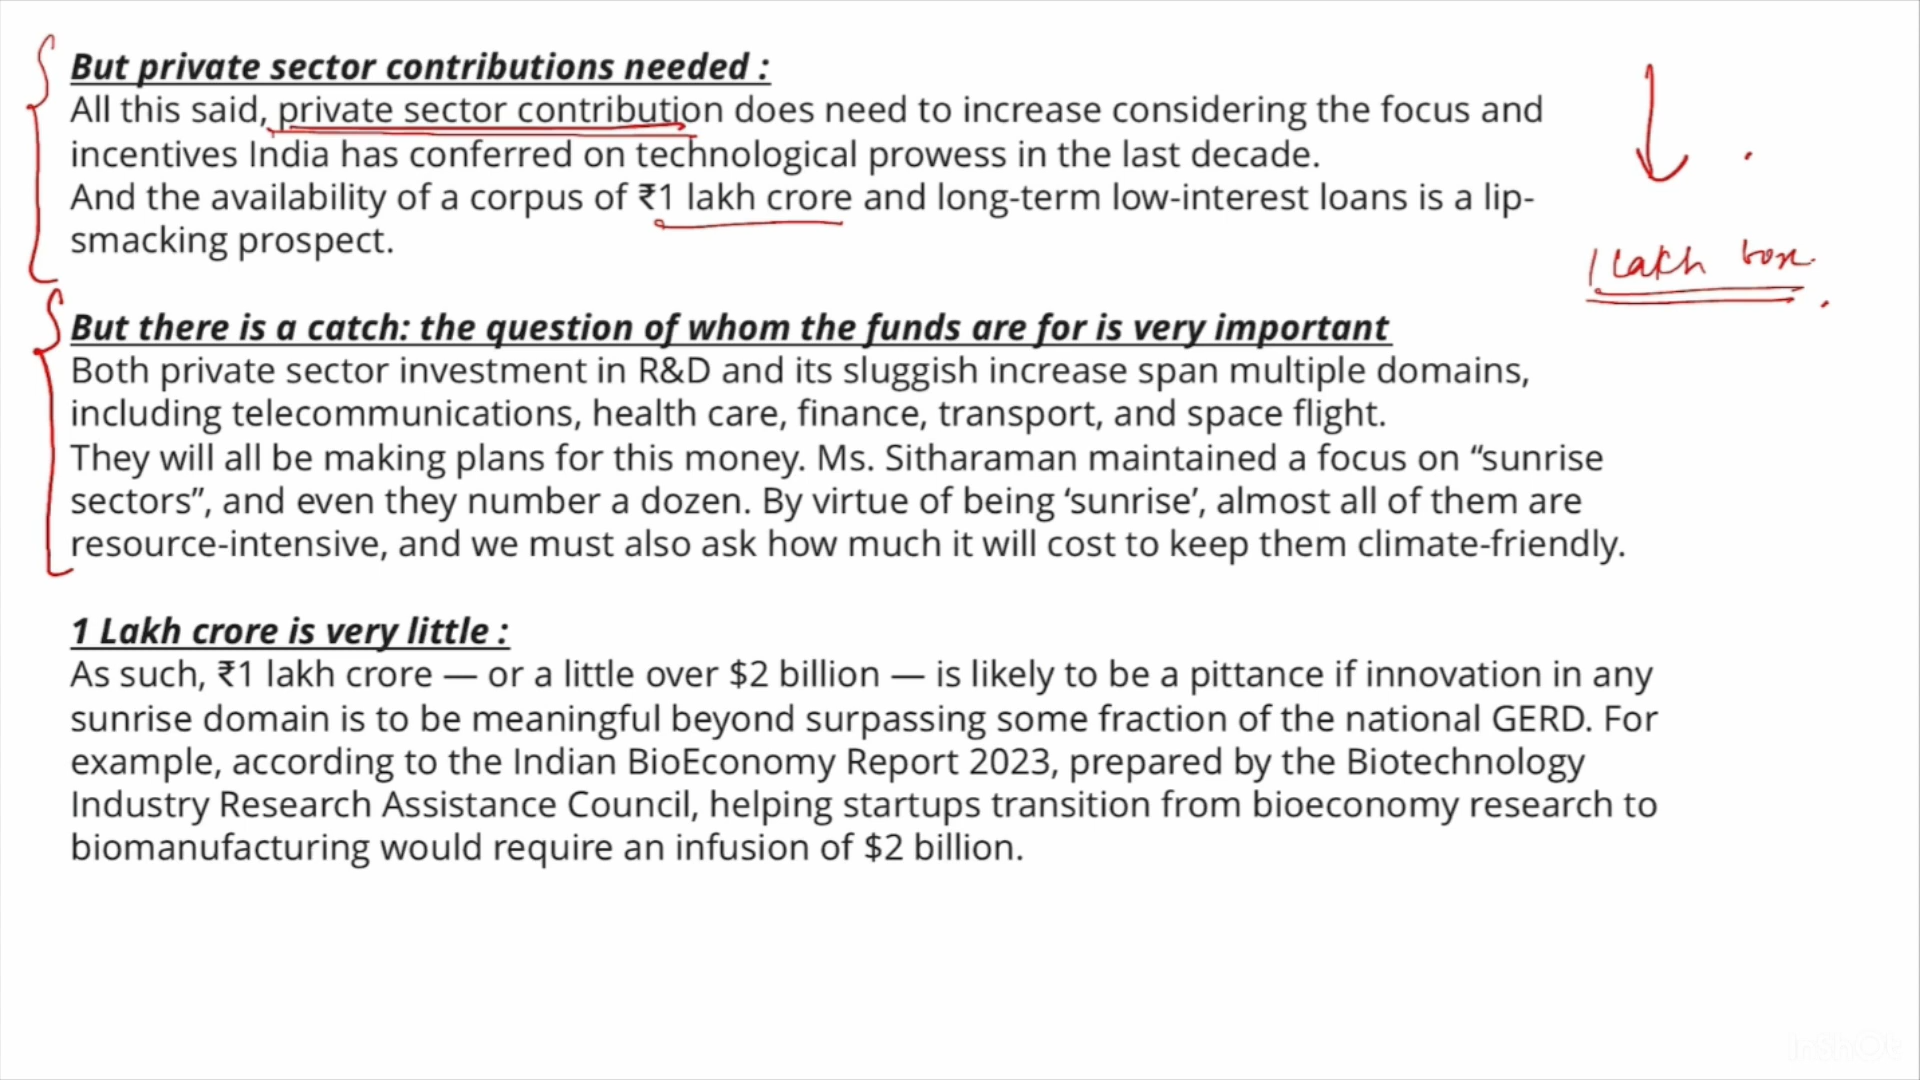 But private sector contributions needed :
All this said, private sector contribution does need to increase considering the focus and
incentives India has conferred on technological prowess in the last decade.
And the availability of a corpus of ₹1 lakh crore and long-term low-interest loans is a lip-
smacking prospect.
1 Lakh
But there is a catch: the question of whom the funds are for is very important
Both private sector investment in R&D and its sluggish increase span multiple domains,
including telecommunications, health care, finance, transport, and space flight.
They will all be making plans for this money. Ms. Sitharaman maintained a focus on “sunrise
sectors”, and even they number a dozen. By virtue of being ‘sunrise’, almost all of them are
resource-intensive, and we must also ask how much it will cost to keep them climate-friendly.
1 Lakh crore is very little :
As such, ₹1 lakh crore — or a little over $2 billion — is likely to be a pittance if innovation in any
sunrise domain is to be meaningful beyond surpassing some fraction of the national GERD. For
example, according to the Indian BioEconomy Report 2023, prepared by the Biotechnology
Industry Research Assistance Council, helping startups transition from bioeconomy research to
biomanufacturing would require an infusion of $2 billion.
InShOt